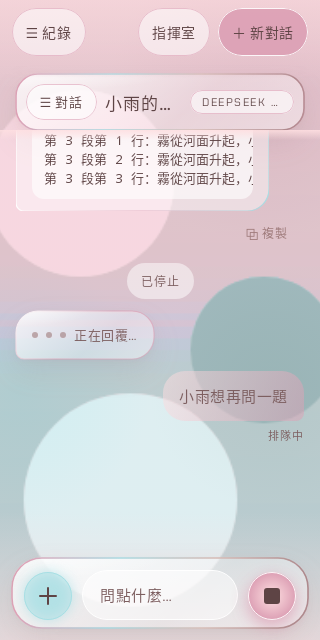 ☰ 紀錄
指揮室
＋ 新對話
☰ 對話
小雨的…
DEEPSEEK …
第 3 段第 1 行：霧從河面升起，
第 3 段第 2 行：霧從河面升起，
第 3 段第 3 行：霧從河面升起，
複製
已停止
正在回覆…
小雨想再問一題
排隊中
問點什麼…